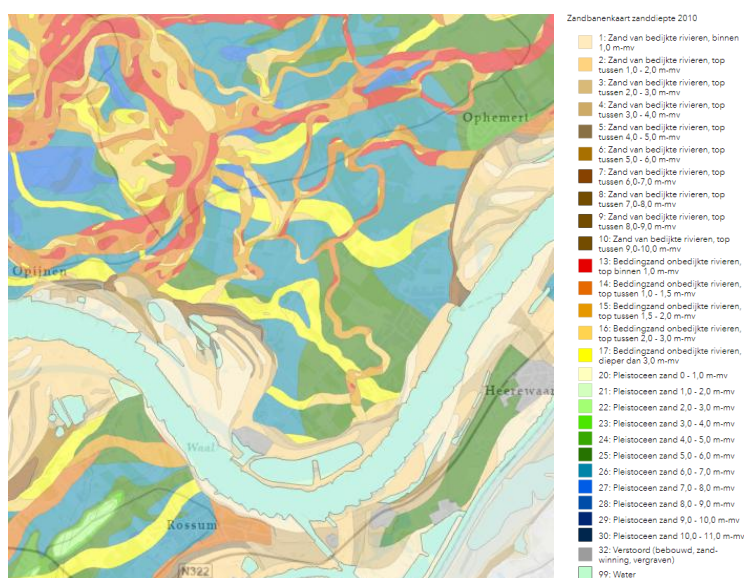 Zandbanenkaart zanddiepte 2010
1: Zand van bedijkte rivieren, binnen
1,0 m-mv
2: Zand van bedijkte rivieren, top
tussen 1,0 - 2,0 m-mv
3: Zand van bedijkte rivieren, top
tussen 2,0 - 3,0 m-mv
4: Zand van bedijkte rivieren, top
tussen 3,0 - 4,0 m-mv
5: Zand van bedijkte rivieren, top
tussen 4,0 - 5,0 m-mv
6: Zand van bedijkte rivieren, top
tussen 5,0 - 6,0 m-mv
7: Zand van bedijkte rivieren, top
tussen 6,0-7,0 m-mv
8: Zand van bedijkte rivieren, top
tussen 7,0-8,0 m-mv
9: Zand van bedijkte rivieren, top
tussen 8,0-9,0 m-mv
10: Zand van bedijkte rivieren, top
tussen 9,0-10,0 m-mv
13: Beddingzand onbedijkte rivieren,
top binnen 1,0 m-mv
14: Beddingzand onbedijkte rivieren,
top tussen 1,0 - 1,5 m-mv
15: Beddingzand onbedijkte rivieren,
top tussen 1,5 - 2,0 m-mv
16: Beddingzand onbedijkte rivieren,
top tussen 2,0 - 3,0 m-mv
17: Beddingzand onbedijkte rivieren,
dieper dan 3,0 m-mv
20: Pleistoceen zand 0 - 1,0 m-mv
21: Pleistoceen zand 1,0 - 2,0 m-mv
22: Pleistoceen zand 2,0 - 3,0 m-mv
23: Pleistoceen zand 3,0 - 4,0 m-mv
24: Pleistoceen zand 4,0 - 5,0 m-mv
25: Pleistoceen zand 5,0 - 6,0 m-mv
26: Pleistoceen zand 6,0 - 7,0 m-mv
27: Pleistoceen zand 7,0 - 8,0 m-mv
28: Pleistoceen zand 8,0 - 9,0 m-mv
29: Pleistoceen zand 9,0 - 10,0 m-mv
30: Pleistoceen zand 10,0 - 11,0 m-mv
32: Verstoord (bebouwd, zand-
winning, vergraven)
99: Water
Ophemert
Opijnen
Heerewaar
Waal
Rossum
N322